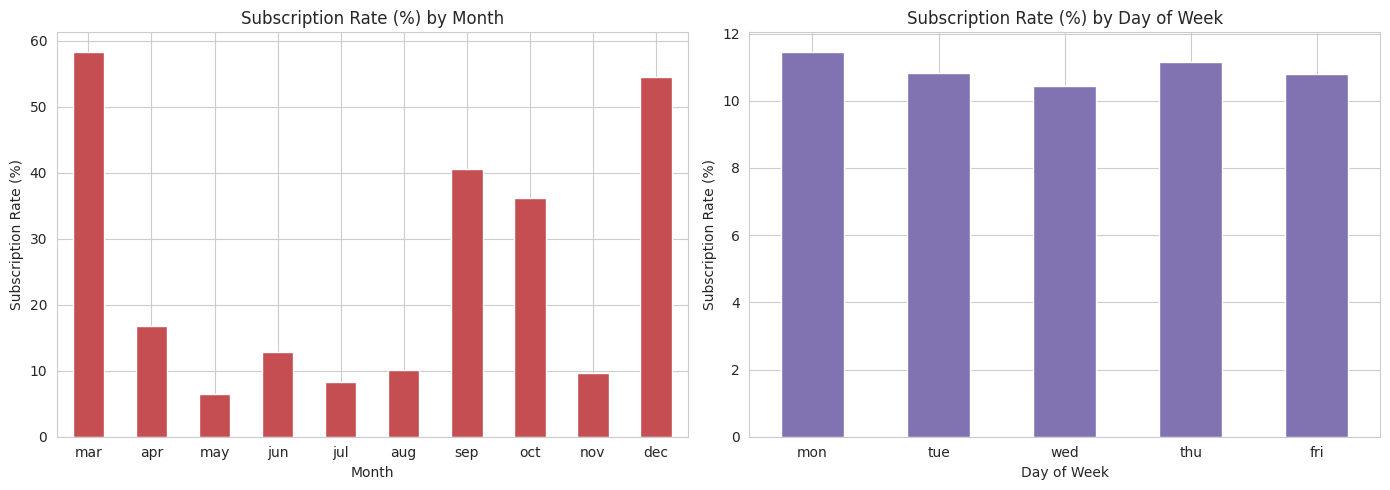 Subscription Rate (%) by Month
Subscription Rate (%)
60
50
40
30
20
10
0
mar apr may jun jul aug sep oct nov dec
Month
Subscription Rate (%) by Day of Week
Subscription Rate (%)
12
10
8
6
4
2
0
mon tue wed thu fri
Day of Week